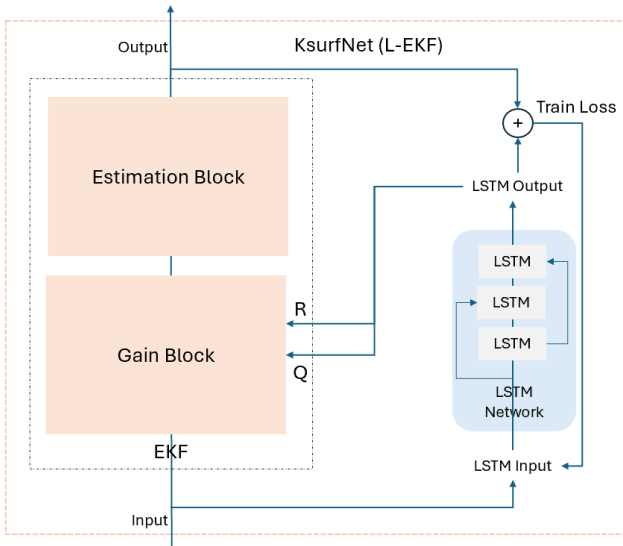 Output
KsurfNet (L-EKF)
+
Train Loss
Estimation Block
LSTM Output
LSTM
LSTM
LSTM
R
Gain Block
Q
LSTM
Network
EKF
LSTM Input
Input